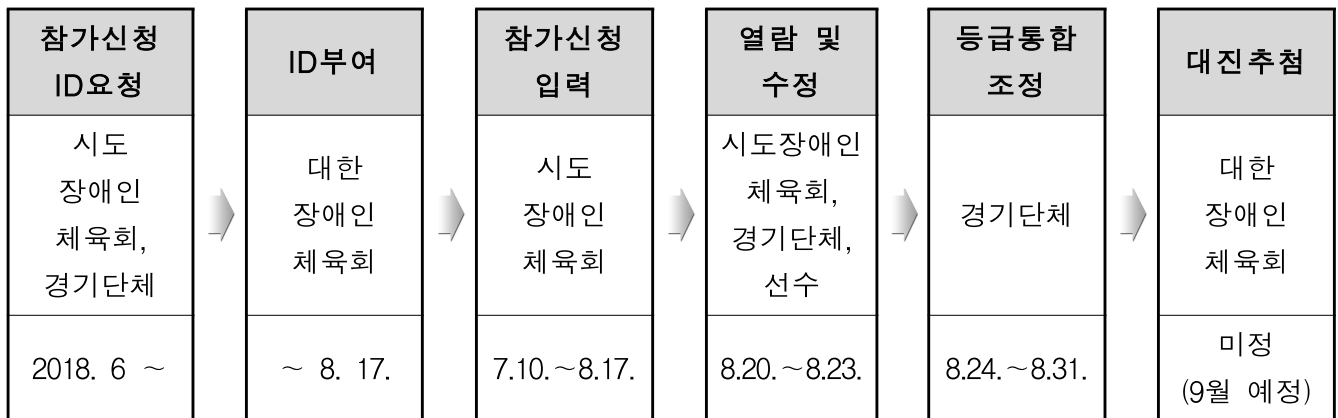 참가신청
ID요청
시도
장애인
체육회,
경기단체
2018. 6 ~
ID부여
대한
장애인
체육회
~ 8. 17.
참가신청
입력
시도
장애인
체육회
7.10.~8.17.
열람 및
수정
시도장애인
체육회,
경기단체,
선수
8.20.~8.23.
등급통합
조정
경기단체
8.24.~8.31.
대진추첨
대한
장애인
체육회
미정
(9월 예정)